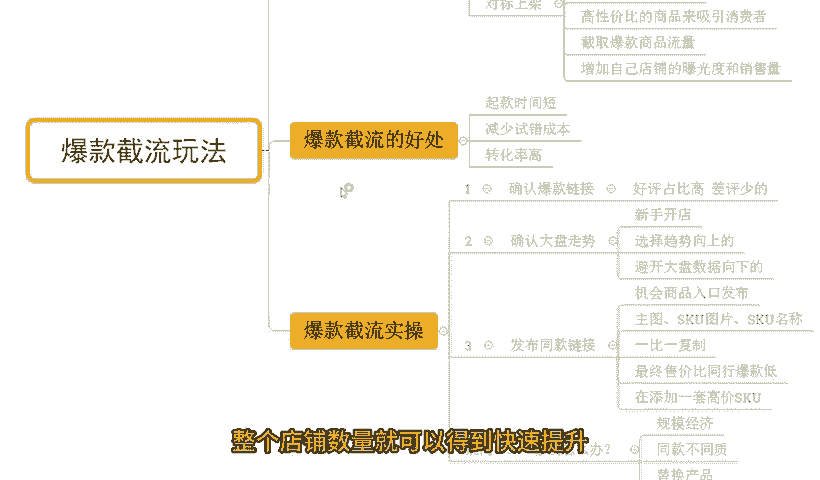 对标上架
高性价比的商品来吸引消费者
截取爆款商品流量
增加自己店铺的曝光度和销售量
爆款截流玩法
爆款截流的好处
起款时间短
减少试错成本
转化率高
1 确认爆款链接 好评占比高 差评少的
新手开店
2 确认大盘走势 选择趋势向上的
避开大盘数据向下的
机会商品入口发布
主图、SKU图片、SKU名称
爆款截流实操
3 发布同款链接 一比一复制
最终售价比同行爆款低
在添加一套高价SKU
规模经济
办? 同款不同质
替换产品
整个店铺数量就可以得到快速提升